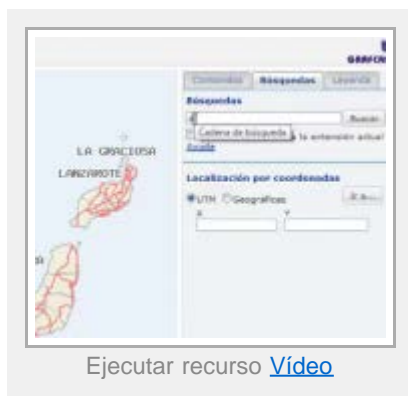 GRAFCAN
Contenidos Búsquedas Leyenda
Búsquedas
Buscar
Cadena de búsqueda a la extensión actual
Ayuda
LA GRACIOSA
LANZAROTE
Localización por coordenadas
UTM Geográficas
X Y
Ejecutar recurso Vídeo